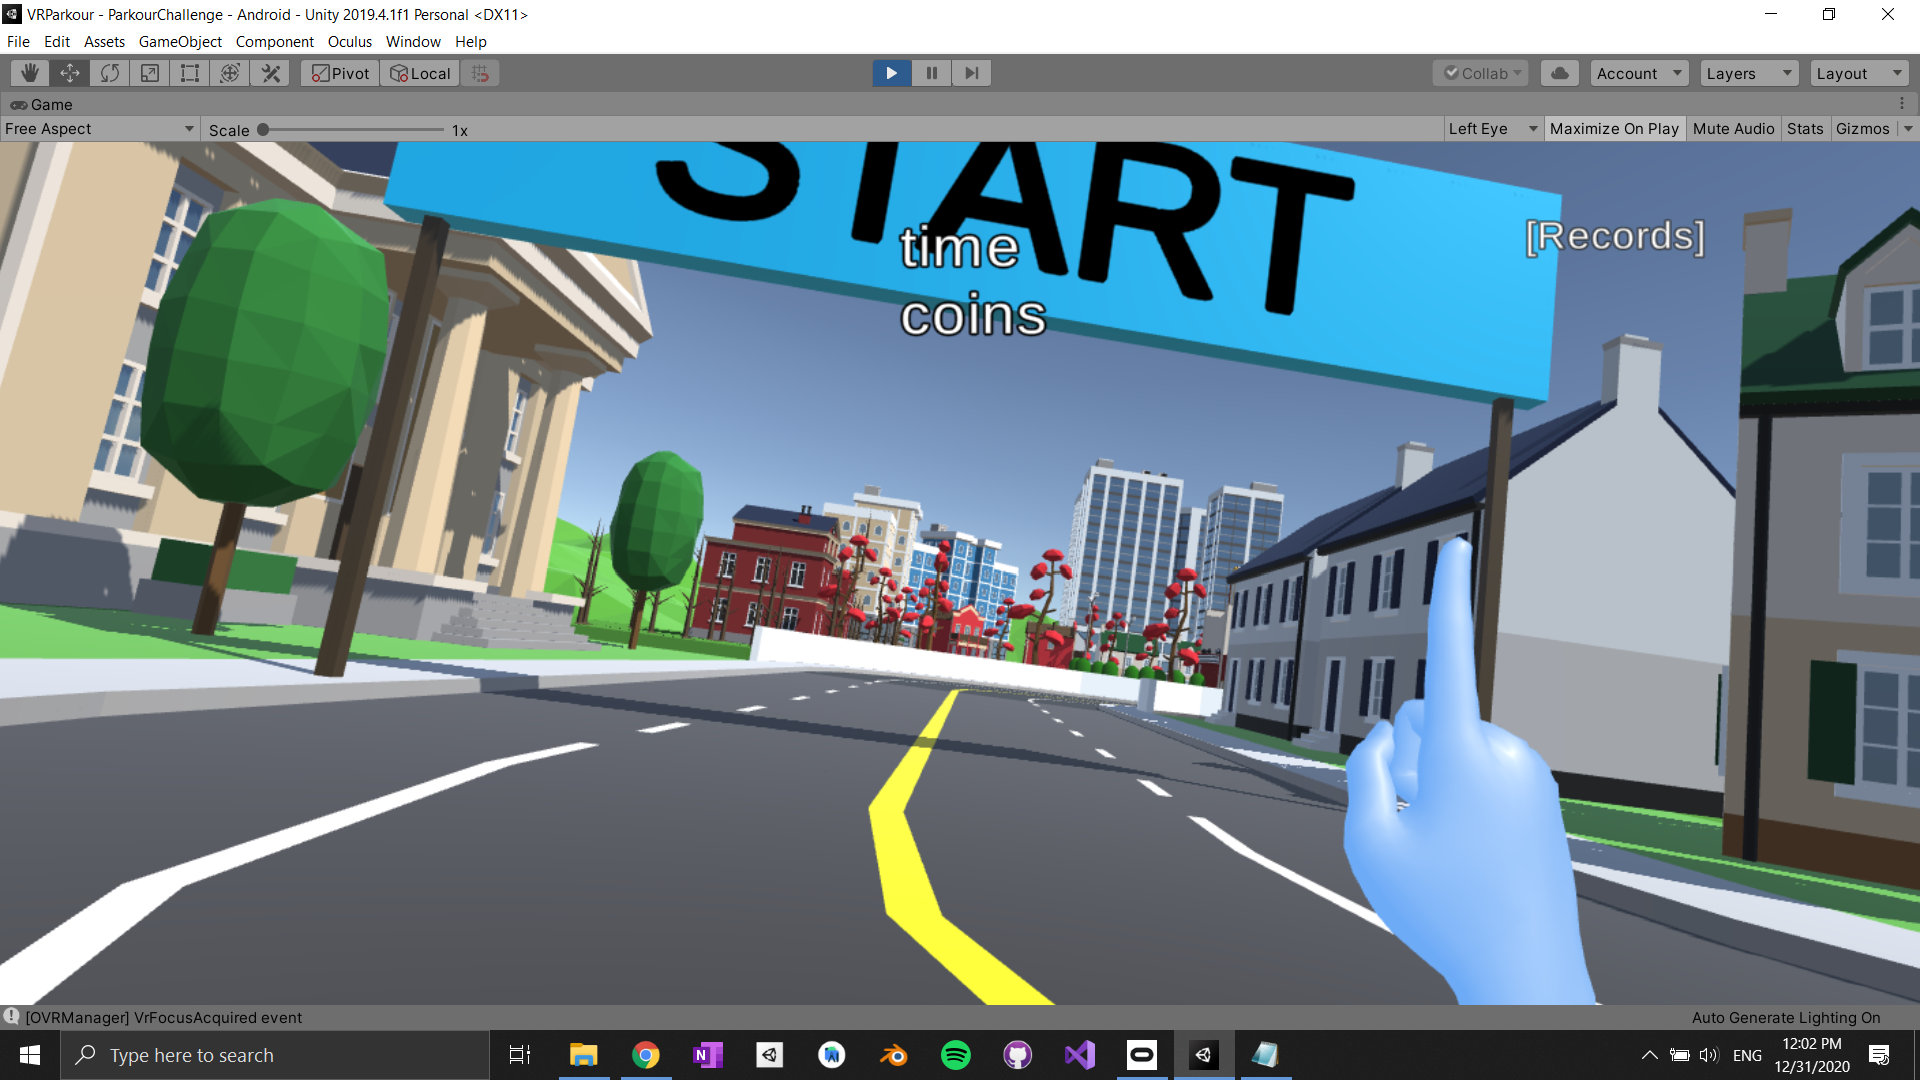 VRParkour - ParkourChallenge - Android - Unity 2019.4.1f1 Personal <DX11>
File Edit Assets GameObject Component Oculus Window Help
Pivot Local Collab Account Layers Layout
Game
Free Aspect Scale 1x Left Eye Maximize On Play Mute Audio Stats Gizmos
START
[Records]
time
coins
[OVRManager] VrFocusAcquired event Auto Generate Lighting On
Type here to search ENG 12:02 PM
12/31/2020